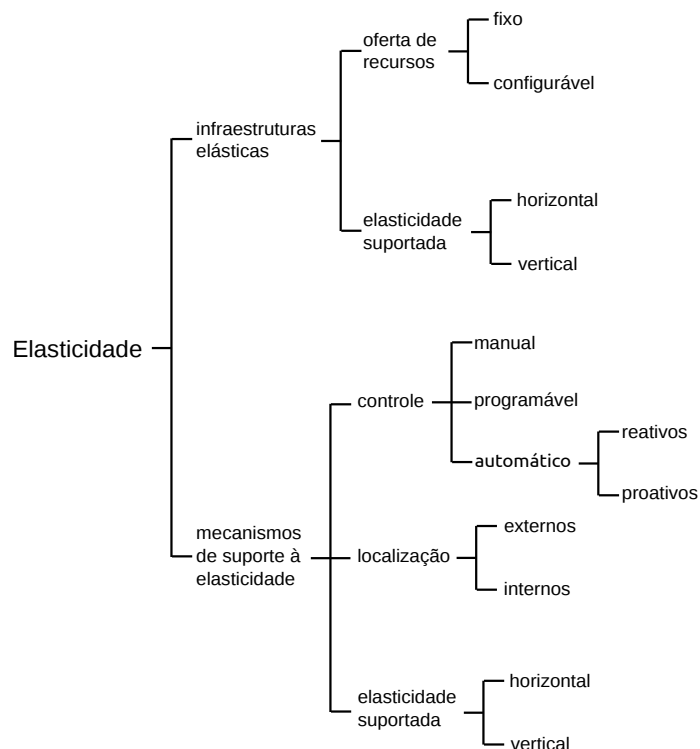 fixo
oferta de
recursos
configurável
infraestruturas
elásticas
horizontal
elasticidade
suportada
vertical
Elasticidade
manual
controle
programável
reativos
automático
proativos
mecanismos
de suporte à
elasticidade
externos
localização
internos
horizontal
elasticidade
suportada
vertical